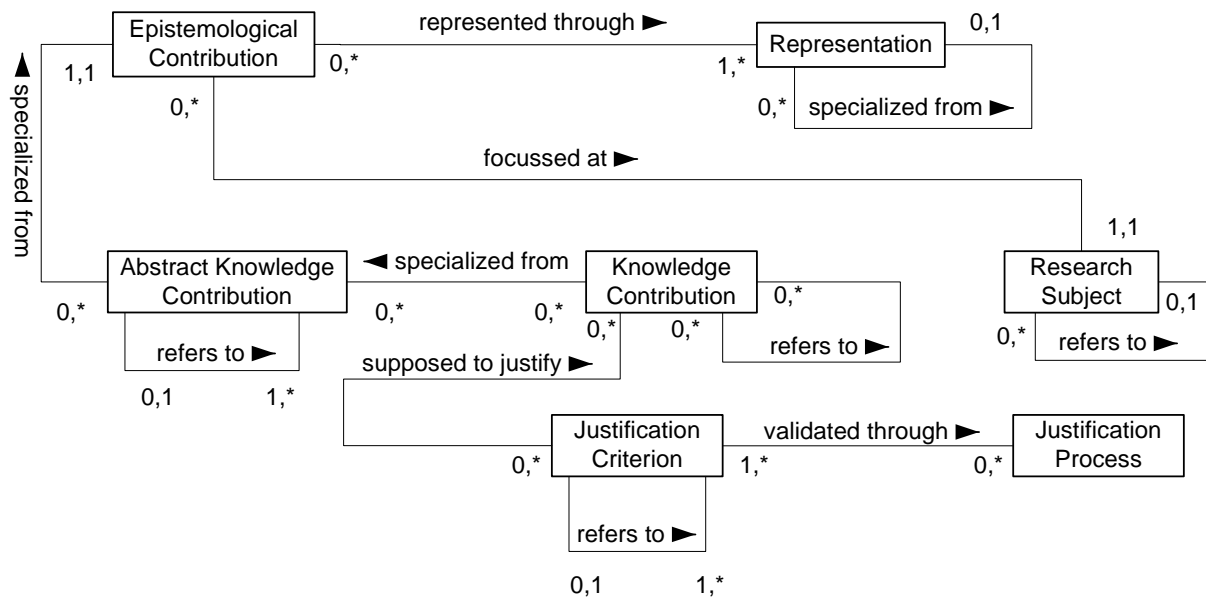 Epistemological
Contribution
represented through
Representation
0,1
1,1
0,*
1,*
0,*
0,*
specialized from
specialized from
focussed at
1,1
Abstract Knowledge
Contribution
specialized from
Knowledge
Contribution
Research
Subject
0,*
0,1
0,*
0,*
0,*
0,*
0,*
0,*
refers to
refers to
refers to
supposed to justify
0,1
1,*
Justification
Criterion
validated through
Justification
Process
0,*
1,*
0,*
refers to
0,1
1,*